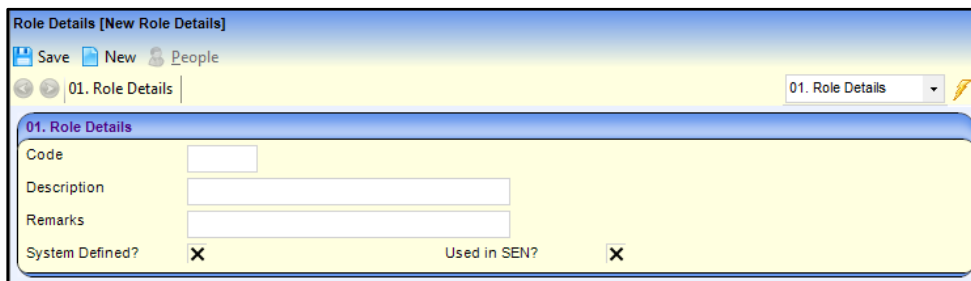 Role Details [New Role Details]
Save New People
01. Role Details 01. Role Details
01. Role Details
Code
Description
Remarks
System Defined? Used in SEN?